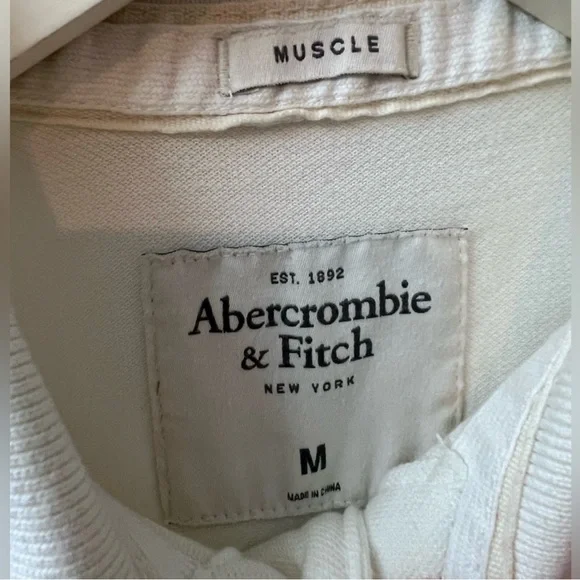 MUSCLE
EST. 1892
Abercrombie
& Fitch
NEW YORK
M
MADE IN CHINA